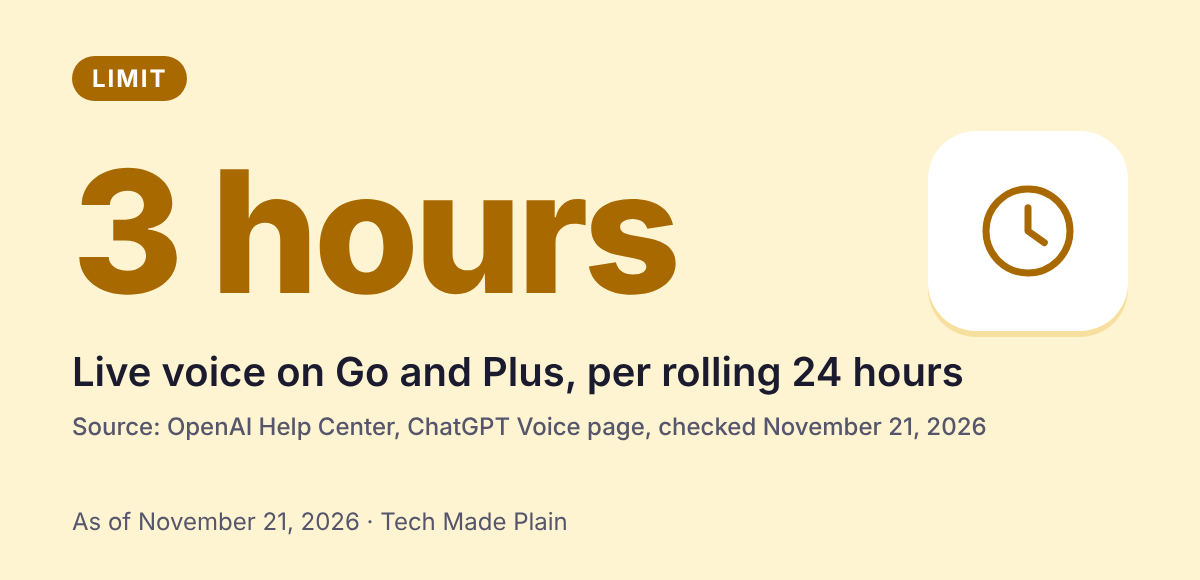 LIMIT
3 hours
Live voice on Go and Plus, per rolling 24 hours
Source: OpenAI Help Center, ChatGPT Voice page, checked November 21, 2026
As of November 21, 2026 · Tech Made Plain